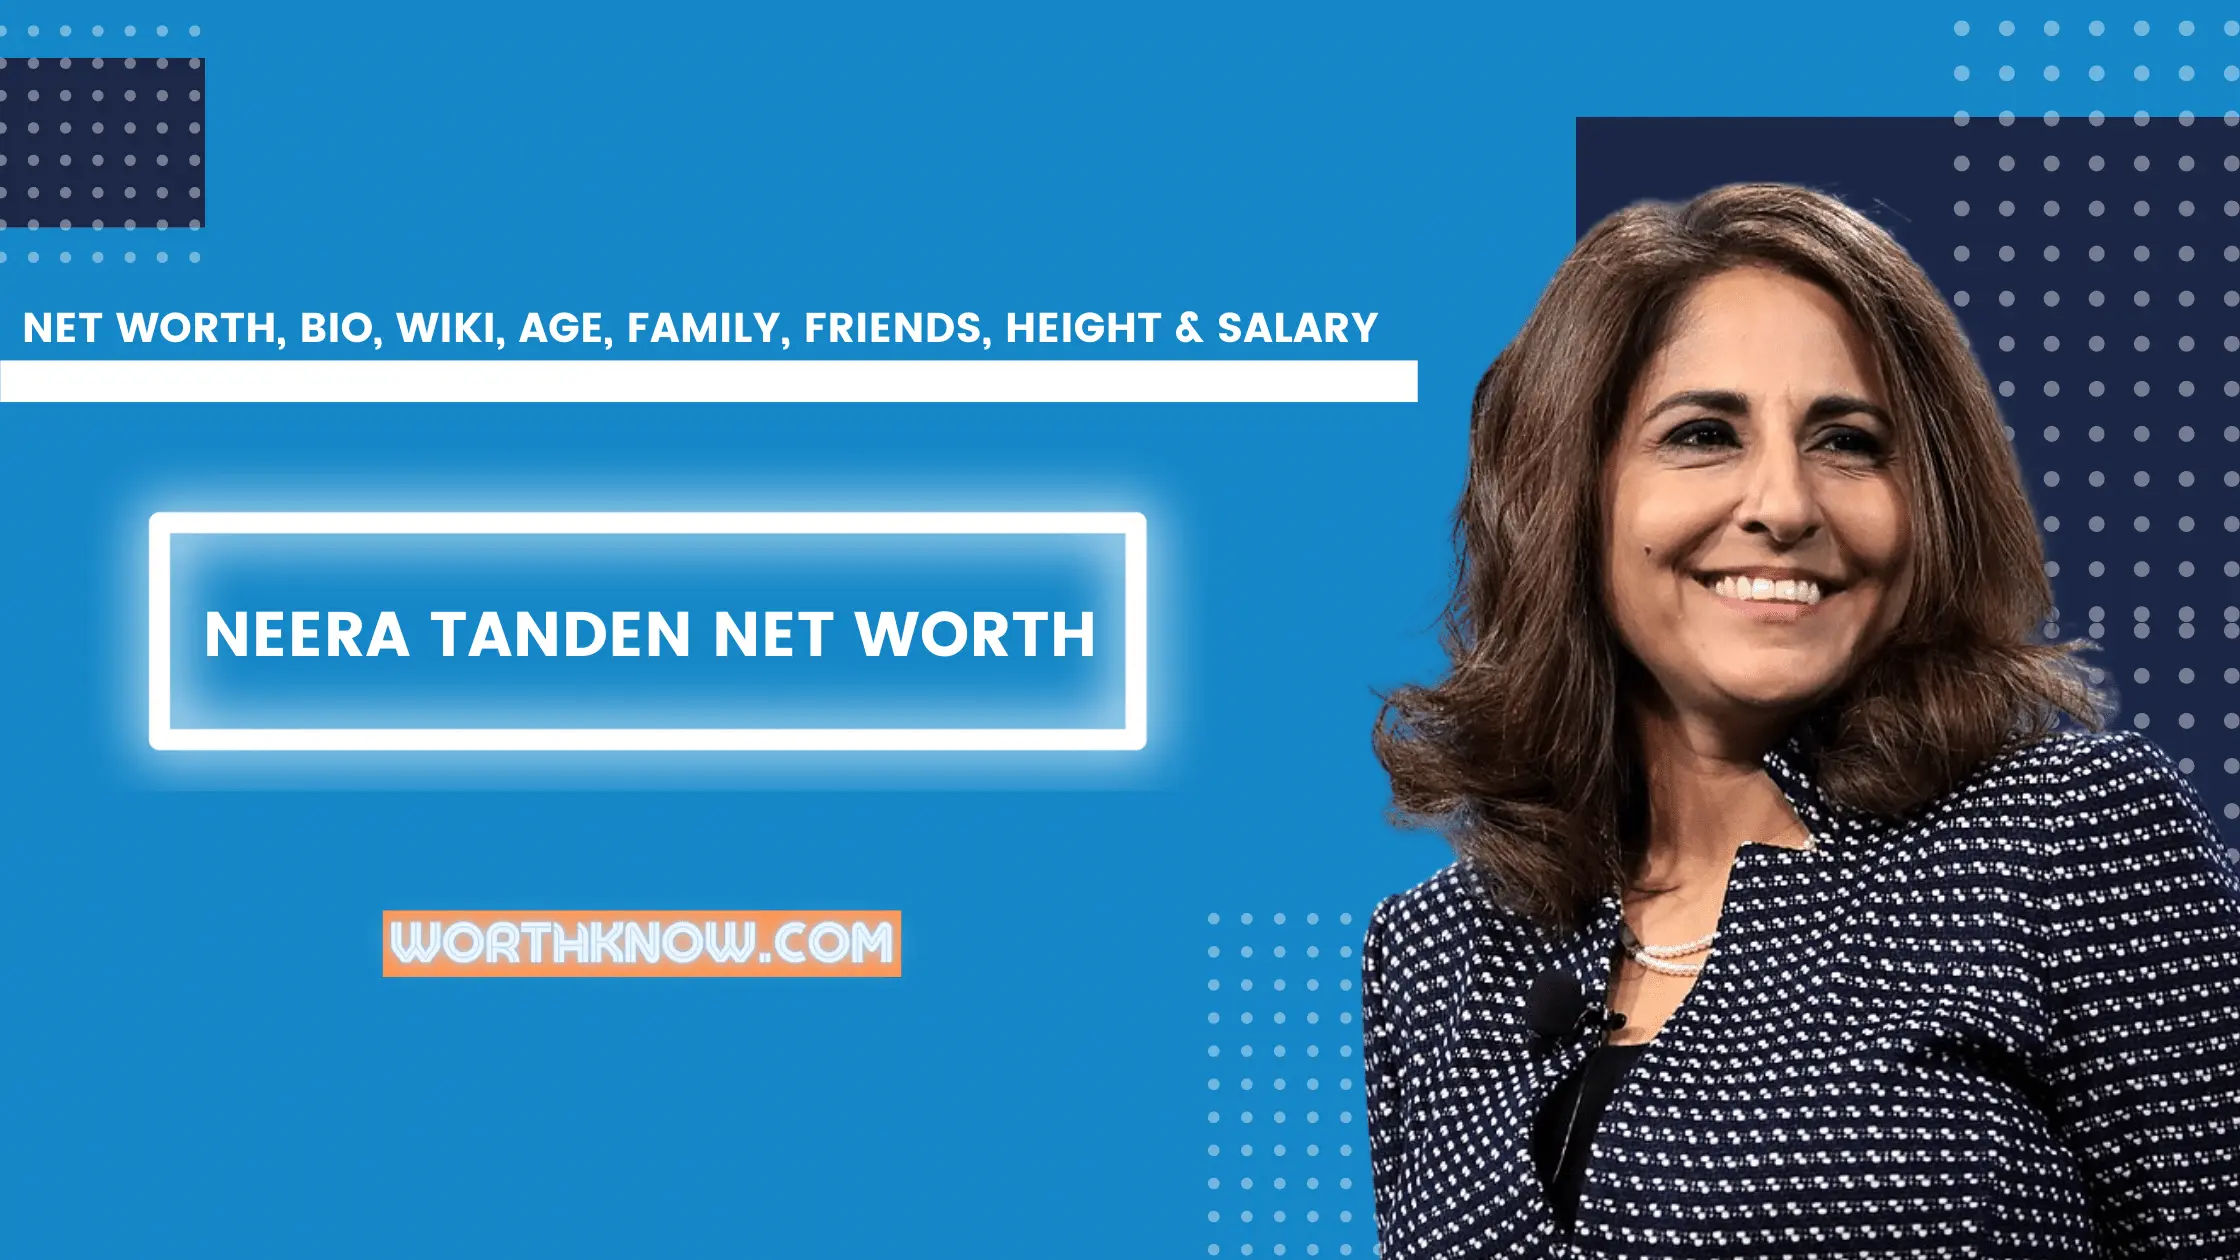 NET WORTH, BIO, WIKI, AGE, FAMILY, FRIENDS, HEIGHT & SALARY
NEERA TANDEN NET WORTH
WORTHKNOW.COM